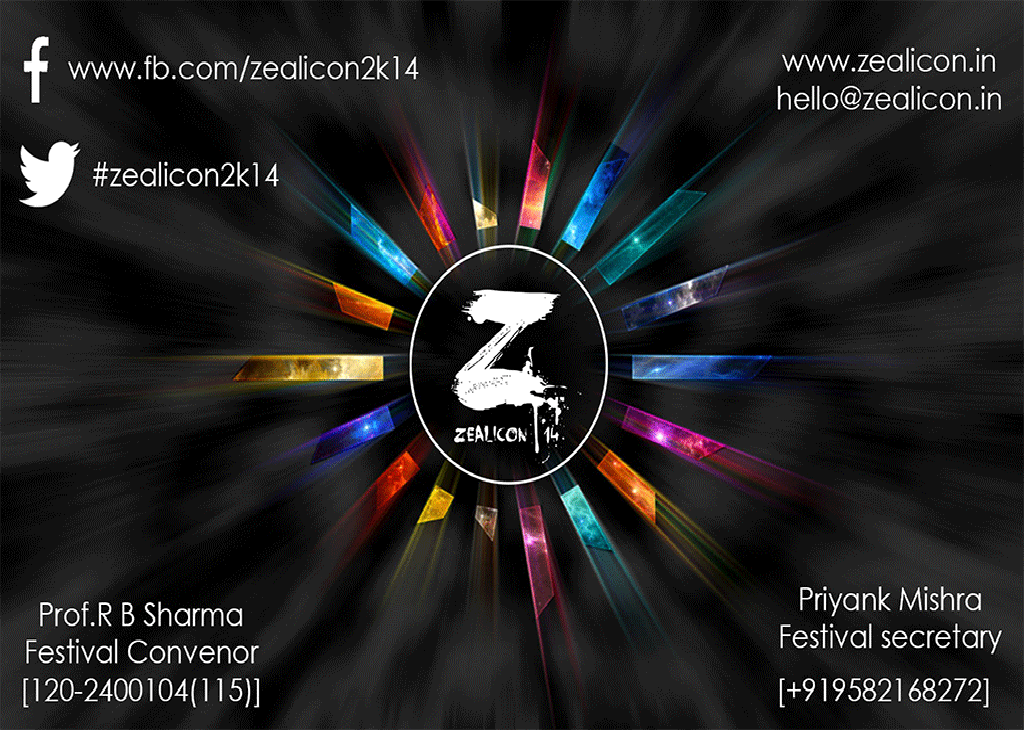 www.fb.com/zealicon2k14
#zealicon2k14
www.zealicon.in
hello@zealicon.in
Z
ZEALICON 14
Prof.R B Sharma
Festival Convenor
[120-2400104(115)]
Priyank Mishra
Festival secretary
[+919582168272]